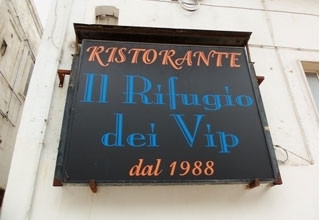 RISTORANTE
Il Rifugio
dei Vip
dal 1988